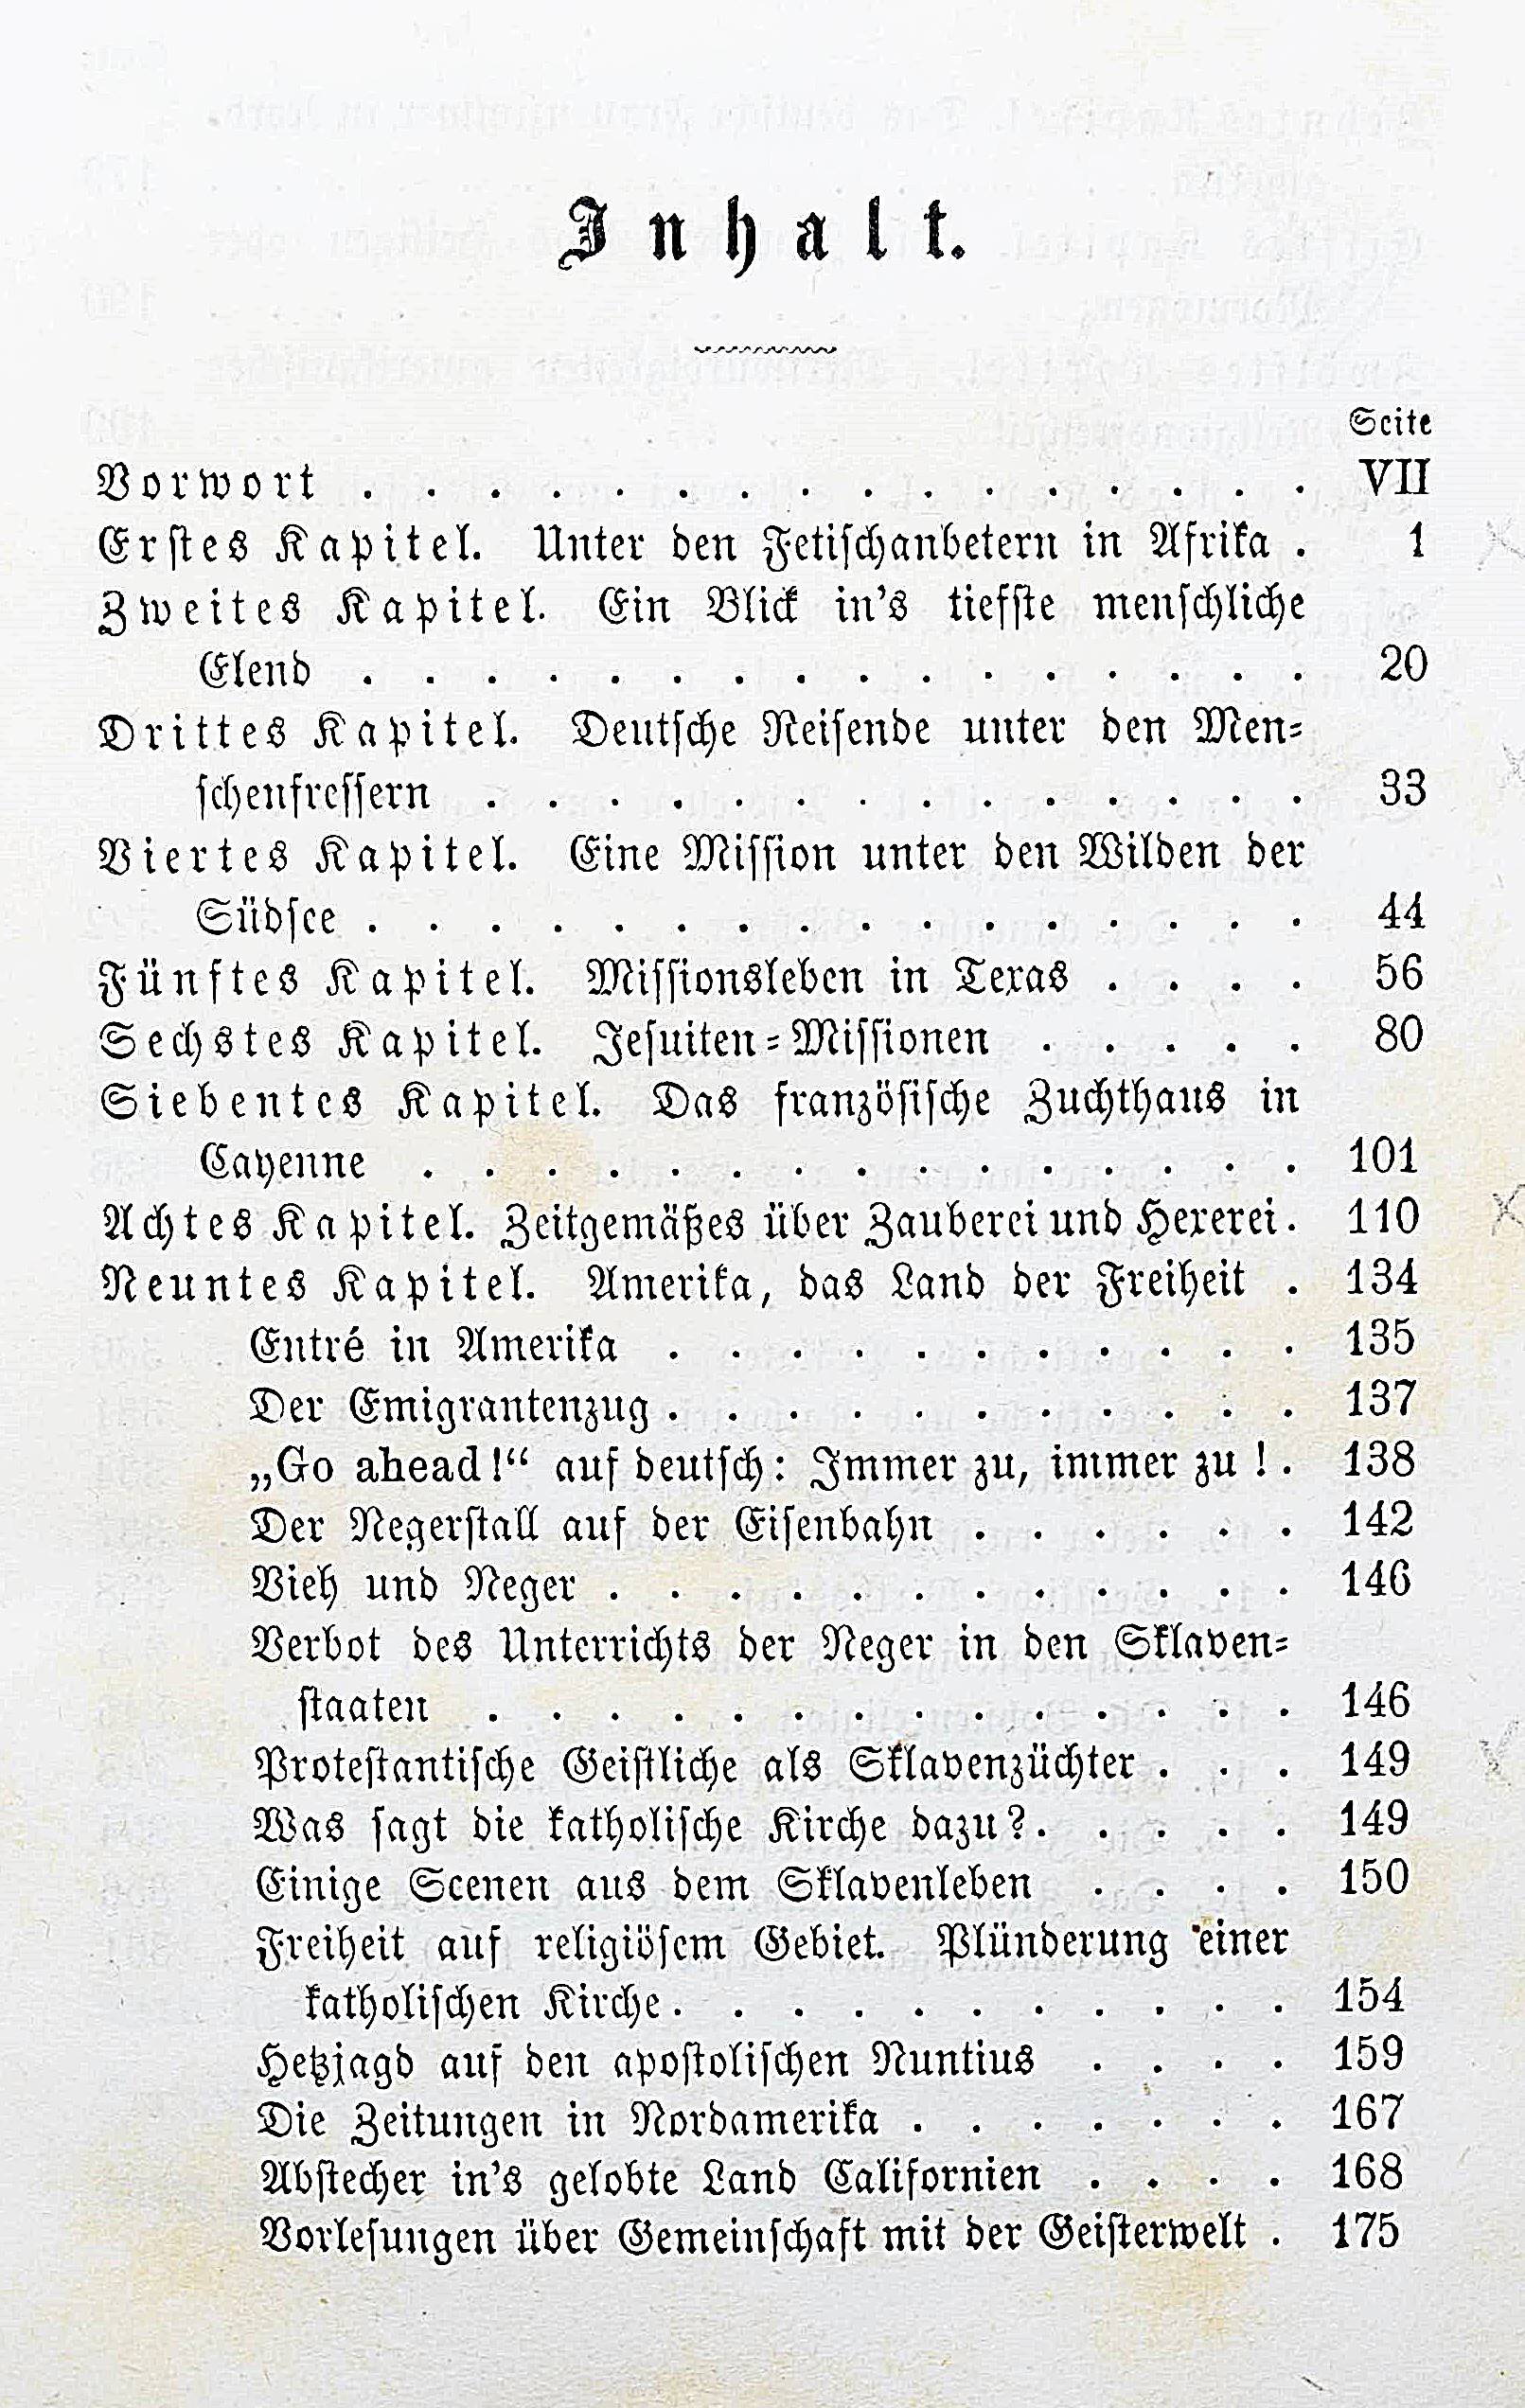 Inhalt.
Seite
Vorwort . . . . . . . . . . . . . . . . VII
Erstes Kapitel. Unter den Fetischanbetern in Afrika . 1
Zweites Kapitel. Ein Blick in's tiefste menschliche
Elend . . . . . . . . . . . . . . . . 20
Drittes Kapitel. Deutsche Reisende unter den Men-
schenfressern . . . . . . . . . . . . . . 33
Viertes Kapitel. Eine Mission unter den Wilden der
Südsee . . . . . . . . . . . . . . . . 44
Fünftes Kapitel. Missionsleben in Texas . . . . 56
Sechstes Kapitel. Jesuiten-Missionen . . . . . 80
Siebentes Kapitel. Das französische Zuchthaus in
Cayenne . . . . . . . . . . . . . . . 101
Achtes Kapitel. Zeitgemäßes über Zauberei und Hexerei. 110
Neuntes Kapitel. Amerika, das Land der Freiheit . 134
Entré in Amerika . . . . . . . . . . . 135
Der Emigrantenzug . . . . . . . . . . . 137
„Go ahead!“ auf deutsch: Immer zu, immer zu!. 138
Der Negerstall auf der Eisenbahn . . . . . . 142
Vieh und Neger . . . . . . . . . . . . 146
Verbot des Unterrichts der Neger in den Sklaven-
staaten . . . . . . . . . . . . . . 146
Protestantische Geistliche als Sklavenzüchter . . . 149
Was sagt die katholische Kirche dazu?. . . . . 149
Einige Scenen aus dem Sklavenleben . . . . 150
Freiheit auf religiösem Gebiet. Plünderung einer
katholischen Kirche. . . . . . . . . . . 154
Hetzjagd auf den apostolischen Nuntius . . . . 159
Die Zeitungen in Nordamerika . . . . . . . 167
Abstecher in's gelobte Land Californien . . . . 168
Vorlesungen über Gemeinschaft mit der Geisterwelt . 175